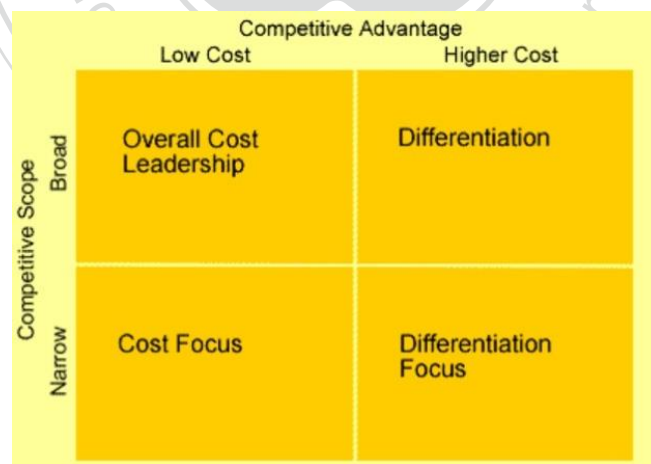 Competitive Advantage
Low Cost Higher Cost
Competitive Scope
Broad
Overall Cost
Leadership
Differentiation
Narrow
Cost Focus
Differentiation
Focus